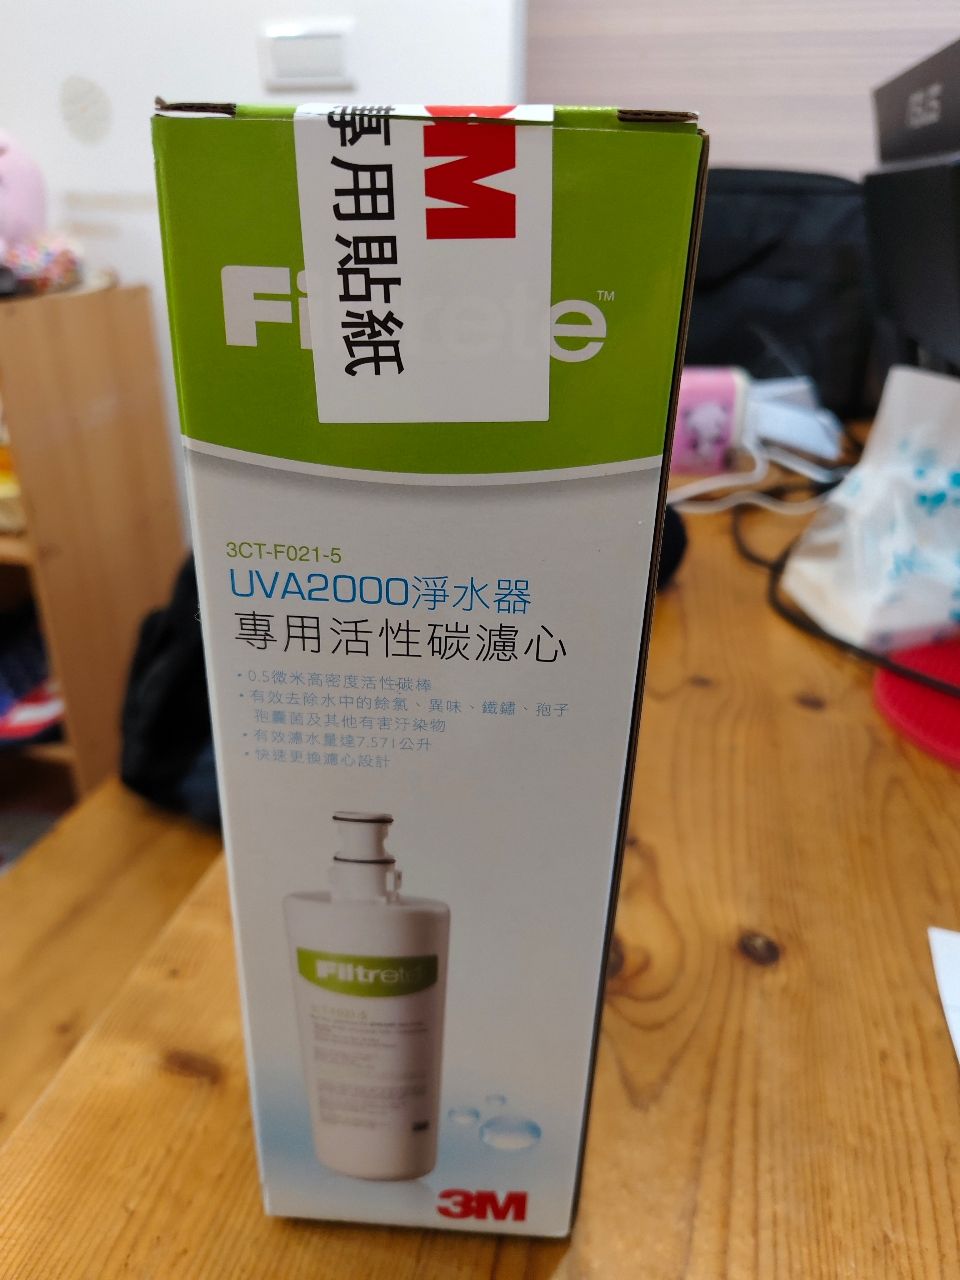 3M
專用貼紙
Filtrete™
3CT-F021-5
UVA2000淨水器
專用活性碳濾心
・0.5微米高密度活性碳棒
・有效去除水中的餘氯、異味、鐵鏽、孢子
孢囊菌及其他有害汙染物
・有效濾水量達7,571公升
・快速更換濾心設計
Filtrete
3M